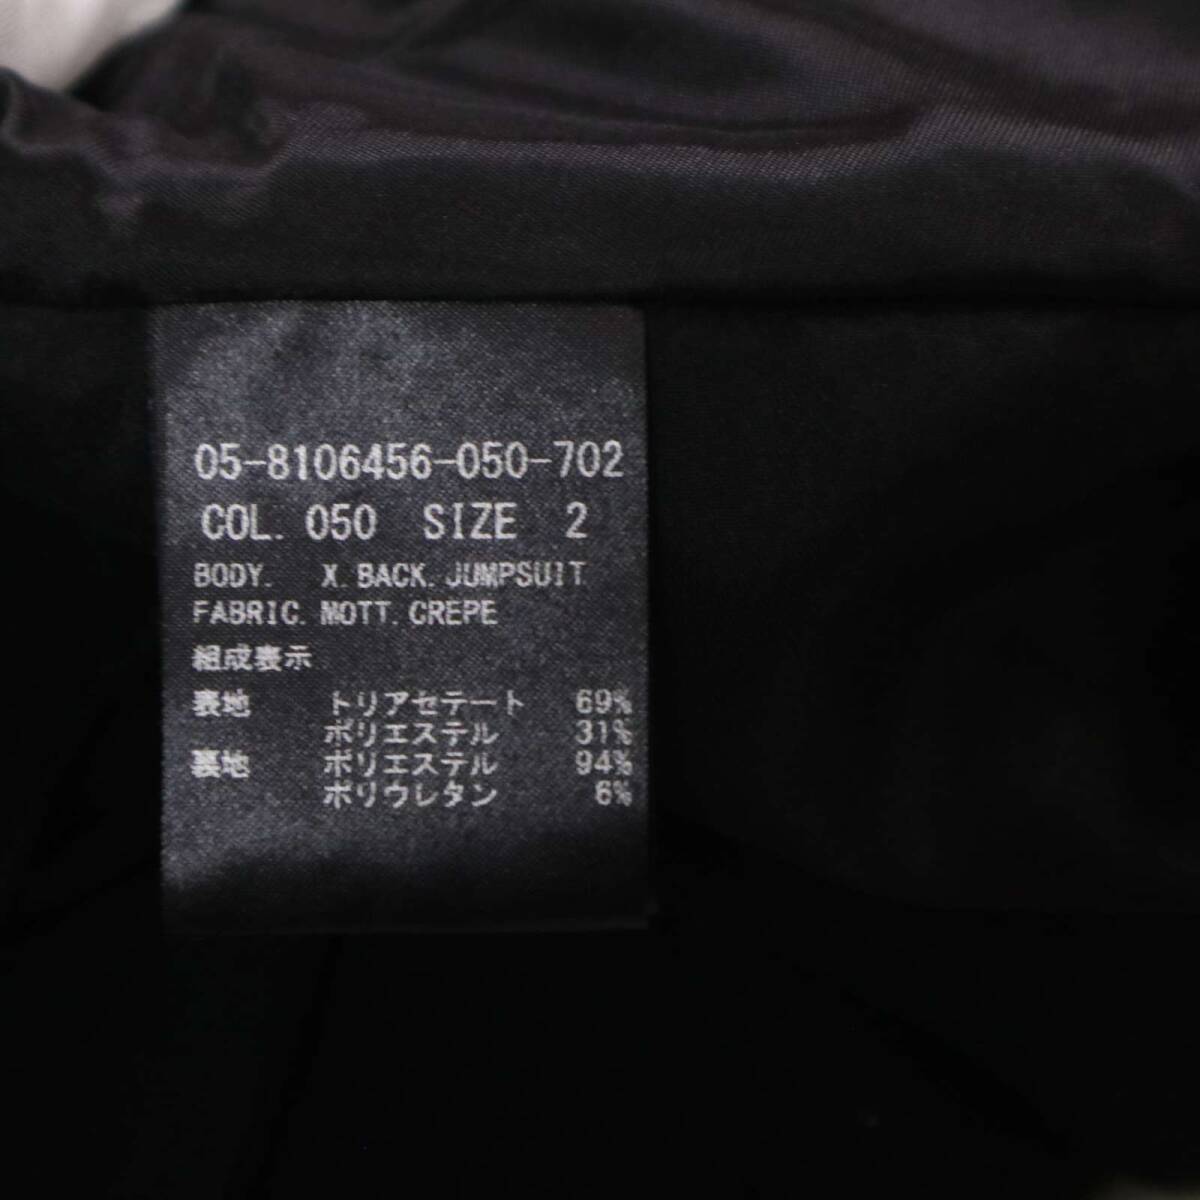 05-8106456-050-702
COL. 050 SIZE 2
BODY. X.BACK.JUMPSUIT
FABRIC. MOTT.CREPE
組成表示
表地 トリアセテート 69%
ポリエステル 31%
裏地 ポリエステル 94%
ポリウレタン 6%